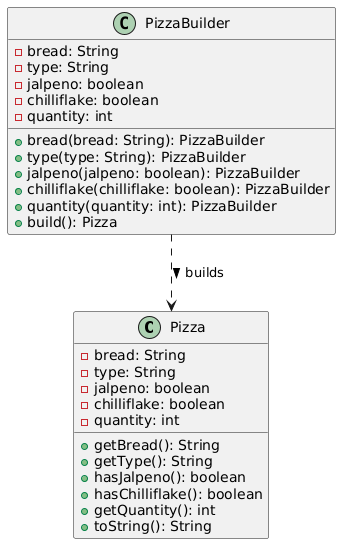 C PizzaBuilder
bread: String
type: String
jalpeno: boolean
chilliflake: boolean
quantity: int
bread(bread: String): PizzaBuilder
type(type: String): PizzaBuilder
jalpeno(jalpeno: boolean): PizzaBuilder
chilliflake(chilliflake: boolean): PizzaBuilder
quantity(quantity: int): PizzaBuilder
build(): Pizza
builds
C Pizza
bread: String
type: String
jalpeno: boolean
chilliflake: boolean
quantity: int
getBread(): String
getType(): String
hasJalpeno(): boolean
hasChilliflake(): boolean
getQuantity(): int
toString(): String